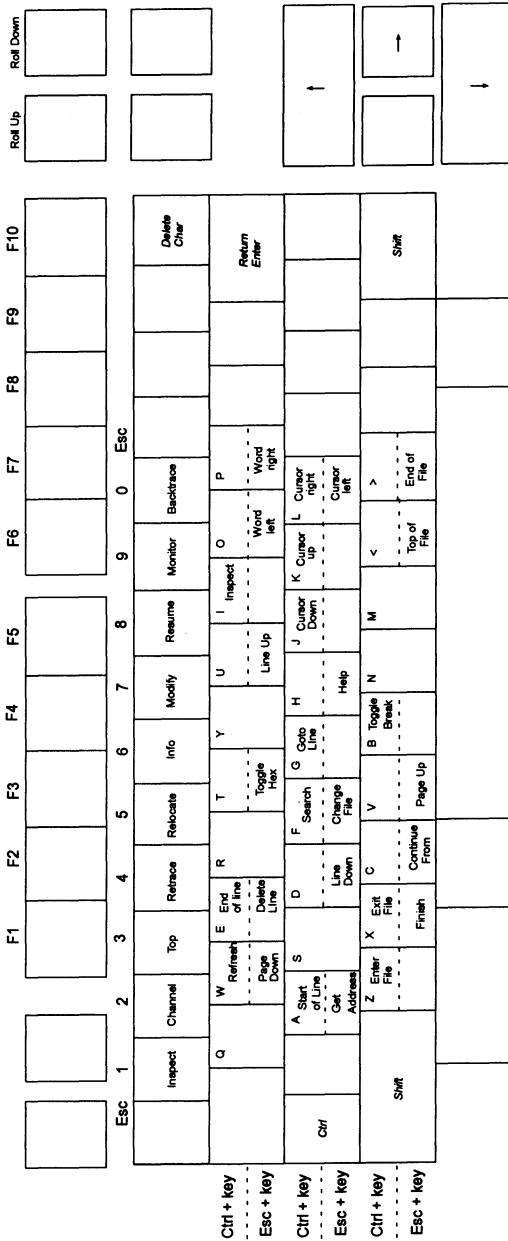 F1 F2 F3 F4 F5 F6 F7 F8 F9 F10 Roll Up Roll Down
Esc 1 2 3 4 5 6 7 8 9 0 Esc
Inspect Channel Top Retrace Relocate Info Modify Resume Monitor Backtrace Delete Char
Ctrl + key
Q
W Refresh
E End of line
R
T
Y
U
I Inspect
O
P
Return Enter
Esc + key
Page Down
Delete Line
Toggle Hex
Line Up
Word left
Word right
Ctrl + key
Ctrl
A Start of Line
S
D
F Search
G Goto Line
H
J Cursor Down
K Cursor up
L Cursor right
↑
Esc + key
Get Address
Line Down
Change File
Help
Cursor left
Ctrl + key
Shift
Z Enter File
X Exit File
C
V
B Toggle Break
N
M
<
>
Shift
→
Esc + key
Finish
Continue From
Page Up
Top of File
End of File
↓